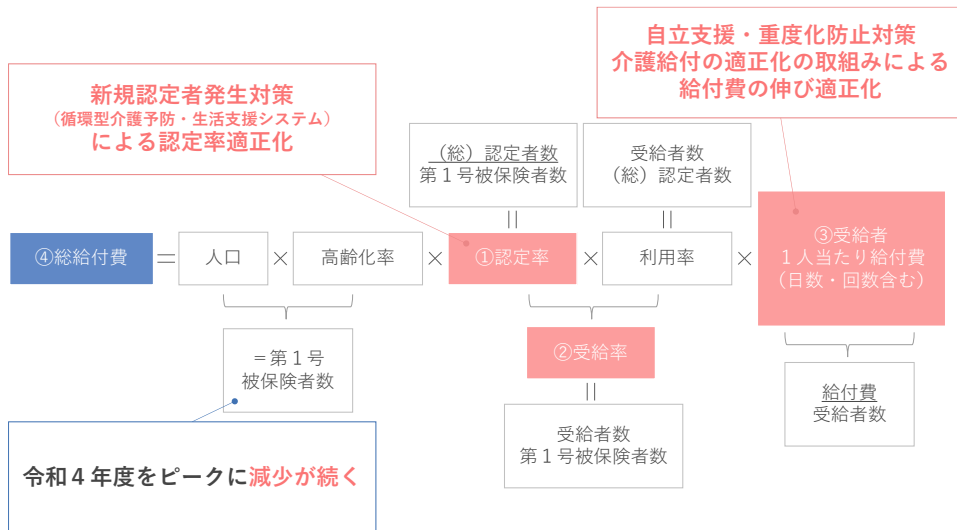 自立支援・重度化防止対策
介護給付の適正化の取組みによる
給付費の伸び適正化
新規認定者発生対策
（循環型介護予防・生活支援システム）
による認定率適正化
（総）認定者数
第１号被保険者数
受給者数
（総）認定者数
④総給付費
＝
人口
×
高齢化率
×
①認定率
×
利用率
×
③受給者
１人当たり給付費
（日数・回数含む）
＝第１号
被保険者数
②受給率
給付費
受給者数
受給者数
第１号被保険者数
令和４年度をピークに減少が続く